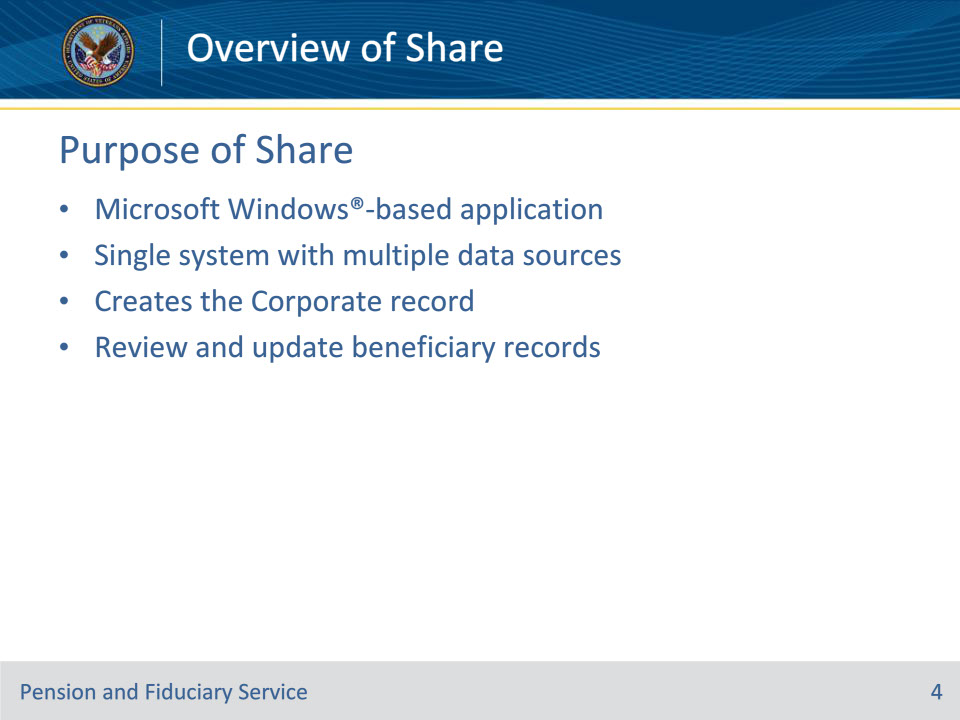 Overview of Share
Purpose of Share
• Microsoft Windows®-based application
• Single system with multiple data sources
• Creates the Corporate record
• Review and update beneficiary records
Pension and Fiduciary Service
4